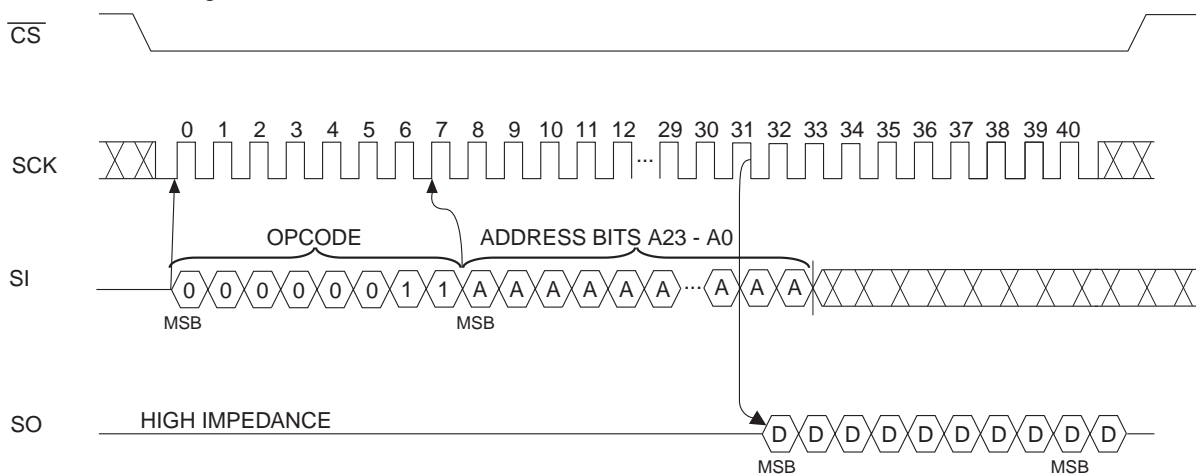 CS
0 1 2 3 4 5 6 7 8 9 10 11 12 ... 29 30 31 32 33 34 35 36 37 38 39 40
SCK
OPCODE ADDRESS BITS A23 - A0
SI 0 0 0 0 0 0 1 1 A A A A A A ... A A A
MSB MSB
SO HIGH IMPEDANCE D D D D D D D D D D
MSB MSB